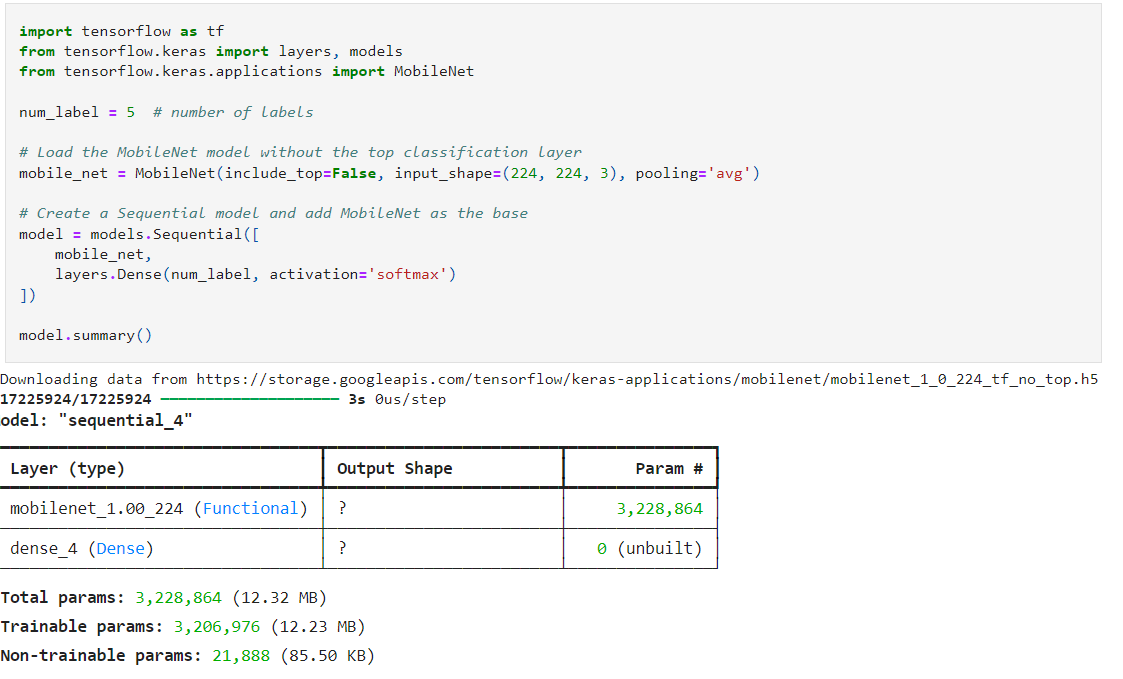 import tensorflow as tf
from tensorflow.keras import layers, models
from tensorflow.keras.applications import MobileNet
num_label = 5  # number of labels
# Load the MobileNet model without the top classification layer
mobile_net = MobileNet(include_top=False, input_shape=(224, 224, 3), pooling='avg')
# Create a Sequential model and add MobileNet as the base
model = models.Sequential([
    mobile_net,
    layers.Dense(num_label, activation='softmax')
])
model.summary()
Downloading data from https://storage.googleapis.com/tensorflow/keras-applications/mobilenet/mobilenet_1_0_224_tf_no_top.h5
17225924/17225924 ━━━━━━━━━━━━━━━━━━━━ 3s 0us/step
odel: "sequential_4"
Layer (type) Output Shape Param #
mobilenet_1.00_224 (Functional) ? 3,228,864
dense_4 (Dense) ? 0 (unbuilt)
Total params: 3,228,864 (12.32 MB)
Trainable params: 3,206,976 (12.23 MB)
Non-trainable params: 21,888 (85.50 KB)